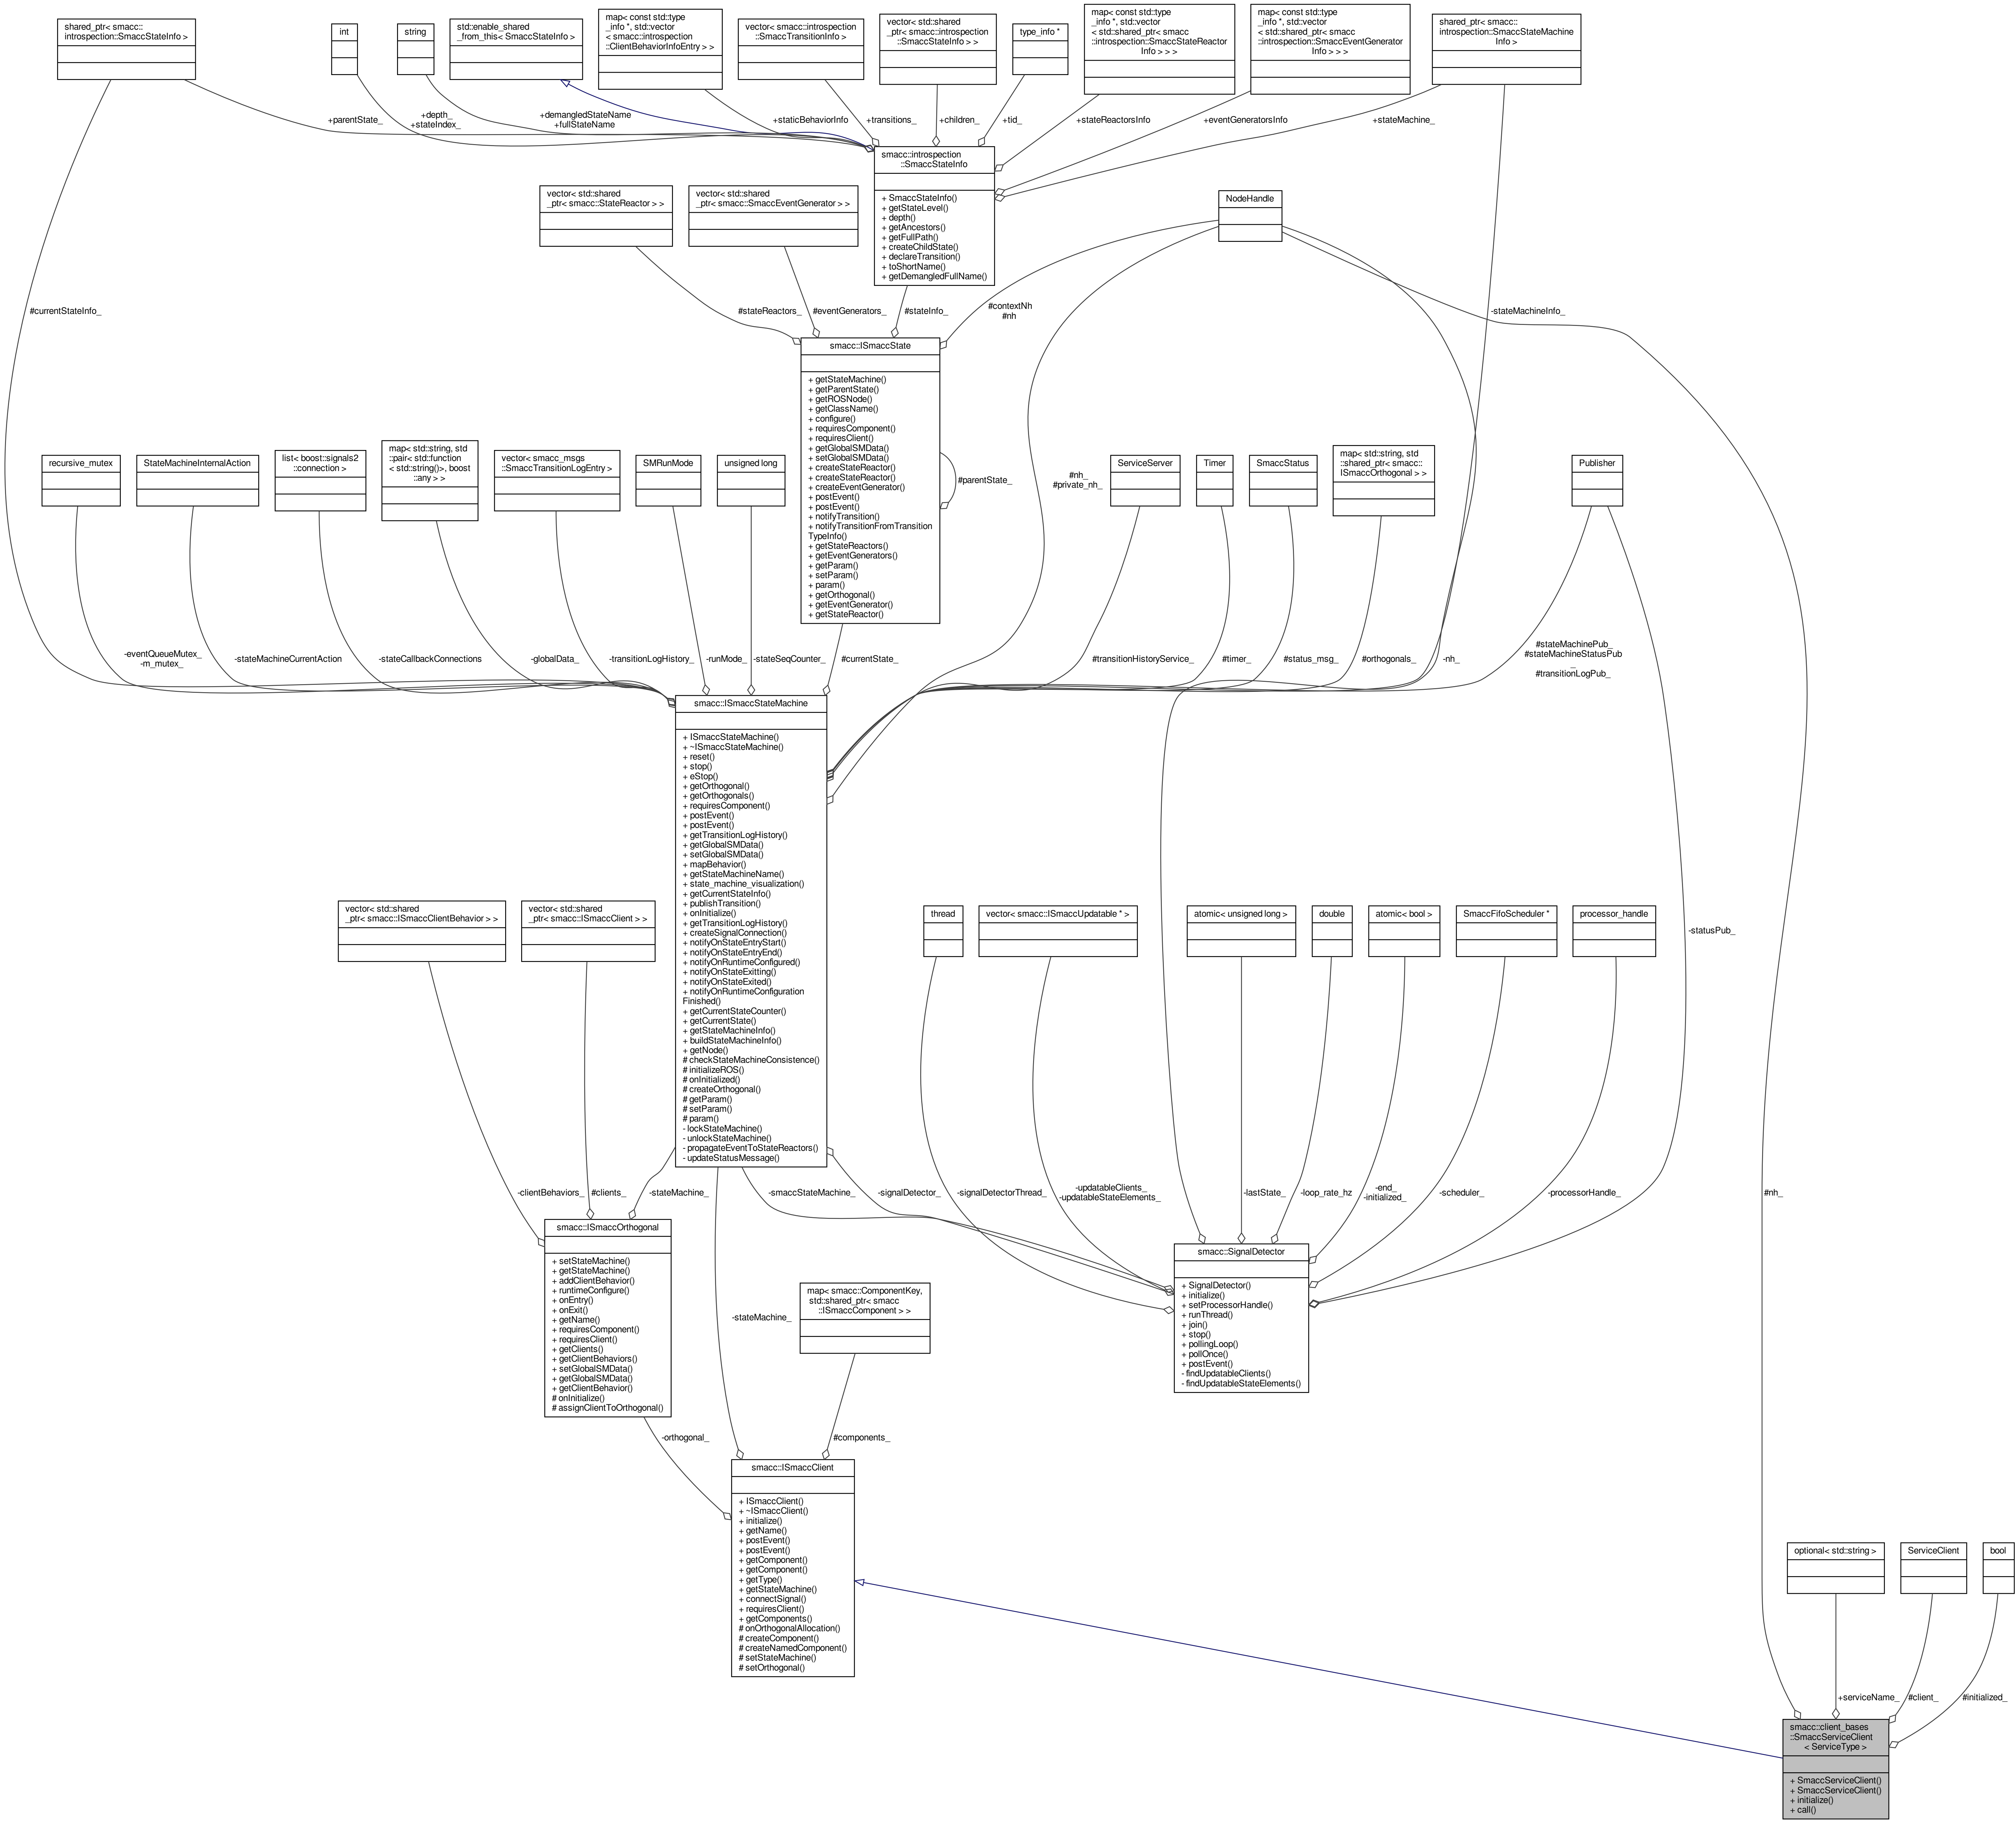 shared_ptr< smacc::
introspection::SmaccStateInfo >
int
string
std::enable_shared
_from_this< SmaccStateInfo >
map< const std::type
_info *, std::vector
< smacc::introspection
::ClientBehaviorInfoEntry > >
vector< smacc::introspection
::SmaccTransitionInfo >
vector< std::shared
_ptr< smacc::introspection
::SmaccStateInfo > >
type_info *
map< const std::type
_info *, std::vector
< std::shared_ptr< smacc
::introspection::SmaccStateReactor
Info > > >
map< const std::type
_info *, std::vector
< std::shared_ptr< smacc
::introspection::SmaccEventGenerator
Info > > >
shared_ptr< smacc::
introspection::SmaccStateMachine
Info >
+parentState_
+depth_
+stateIndex_
+demangledStateName
+fullStateName
+staticBehaviorInfo
+transitions_
+children_
+tid_
+stateReactorsInfo
+eventGeneratorsInfo
+stateMachine_
smacc::introspection
::SmaccStateInfo
+ SmaccStateInfo()
+ getStateLevel()
+ depth()
+ getAncestors()
+ getFullPath()
+ createChildState()
+ declareTransition()
+ toShortName()
+ getDemangledFullName()
vector< std::shared
_ptr< smacc::StateReactor > >
vector< std::shared
_ptr< smacc::SmaccEventGenerator > >
NodeHandle
#currentStateInfo_
#stateReactors_
#eventGenerators_
#stateInfo_
#contextNh
#nh
-stateMachineInfo_
smacc::ISmaccState
+ getStateMachine()
+ getParentState()
+ getROSNode()
+ getClassName()
+ configure()
+ requiresComponent()
+ requiresClient()
+ getGlobalSMData()
+ setGlobalSMData()
+ createStateReactor()
+ createStateReactor()
+ createEventGenerator()
+ postEvent()
+ postEvent()
+ notifyTransition()
+ notifyTransitionFromTransition
TypeInfo()
+ getStateReactors()
+ getEventGenerators()
+ getParam()
+ setParam()
+ param()
+ getOrthogonal()
+ getEventGenerator()
+ getStateReactor()
#parentState_
#nh_
#private_nh_
recursive_mutex
StateMachineInternalAction
list< boost::signals2
::connection >
map< std::string, std
::pair< std::function
< std::string()>, boost
::any > >
vector< smacc_msgs
::SmaccTransitionLogEntry >
SMRunMode
unsigned long
ServiceServer
Timer
SmaccStatus
map< std::string, std
::shared_ptr< smacc::
ISmaccOrthogonal > >
Publisher
-eventQueueMutex_
-m_mutex_
-stateMachineCurrentAction
-stateCallbackConnections
-globalData_
-transitionLogHistory_
-runMode_
-stateSeqCounter_
#currentState_
#transitionHistoryService_
#timer_
#status_msg_
#orthogonals_
-nh_
#stateMachinePub_
#stateMachineStatusPub
_
#transitionLogPub_
smacc::ISmaccStateMachine
+ ISmaccStateMachine()
+ ~ISmaccStateMachine()
+ reset()
+ stop()
+ eStop()
+ getOrthogonal()
+ getOrthogonals()
+ requiresComponent()
+ postEvent()
+ postEvent()
+ getTransitionLogHistory()
+ getGlobalSMData()
+ setGlobalSMData()
+ mapBehavior()
+ getStateMachineName()
+ state_machine_visualization()
+ getCurrentStateInfo()
+ publishTransition()
+ onInitialize()
+ getTransitionLogHistory()
+ createSignalConnection()
+ notifyOnStateEntryStart()
+ notifyOnStateEntryEnd()
+ notifyOnRuntimeConfigured()
+ notifyOnStateExitting()
+ notifyOnStateExited()
+ notifyOnRuntimeConfiguration
Finished()
+ getCurrentStateCounter()
+ getCurrentState()
+ getStateMachineInfo()
+ buildStateMachineInfo()
+ getNode()
# checkStateMachineConsistence()
# initializeROS()
# onInitialized()
# createOrthogonal()
# getParam()
# setParam()
# param()
- lockStateMachine()
- unlockStateMachine()
- propagateEventToStateReactors()
- updateStatusMessage()
vector< std::shared
_ptr< smacc::ISmaccClientBehavior > >
vector< std::shared
_ptr< smacc::ISmaccClient > >
thread
vector< smacc::ISmaccUpdatable * >
atomic< unsigned long >
double
atomic< bool >
SmaccFifoScheduler *
processor_handle
-statusPub_
-clientBehaviors_
#clients_
-stateMachine_
-smaccStateMachine_
-signalDetector_
-signalDetectorThread_
-updatableClients_
-updatableStateElements_
-lastState_
-loop_rate_hz
-end_
-initialized_
-scheduler_
-processorHandle_
#nh_
smacc::ISmaccOrthogonal
+ setStateMachine()
+ getStateMachine()
+ addClientBehavior()
+ runtimeConfigure()
+ onEntry()
+ onExit()
+ getName()
+ requiresComponent()
+ requiresClient()
+ getClients()
+ getClientBehaviors()
+ setGlobalSMData()
+ getGlobalSMData()
+ getClientBehavior()
# onInitialize()
# assignClientToOrthogonal()
smacc::SignalDetector
+ SignalDetector()
+ initialize()
+ setProcessorHandle()
+ runThread()
+ join()
+ stop()
+ pollingLoop()
+ pollOnce()
+ postEvent()
- findUpdatableClients()
- findUpdatableStateElements()
-stateMachine_
map< smacc::ComponentKey,
std::shared_ptr< smacc
::ISmaccComponent > >
-orthogonal_
#components_
smacc::ISmaccClient
+ ISmaccClient()
+ ~ISmaccClient()
+ initialize()
+ getName()
+ postEvent()
+ postEvent()
+ getComponent()
+ getComponent()
+ getType()
+ getStateMachine()
+ connectSignal()
+ requiresClient()
+ getComponents()
# onOrthogonalAllocation()
# createComponent()
# createNamedComponent()
# setStateMachine()
# setOrthogonal()
optional< std::string >
ServiceClient
bool
+serviceName_
#client_
#initialized_
smacc::client_bases
::SmaccServiceClient
< ServiceType >
+ SmaccServiceClient()
+ SmaccServiceClient()
+ initialize()
+ call()